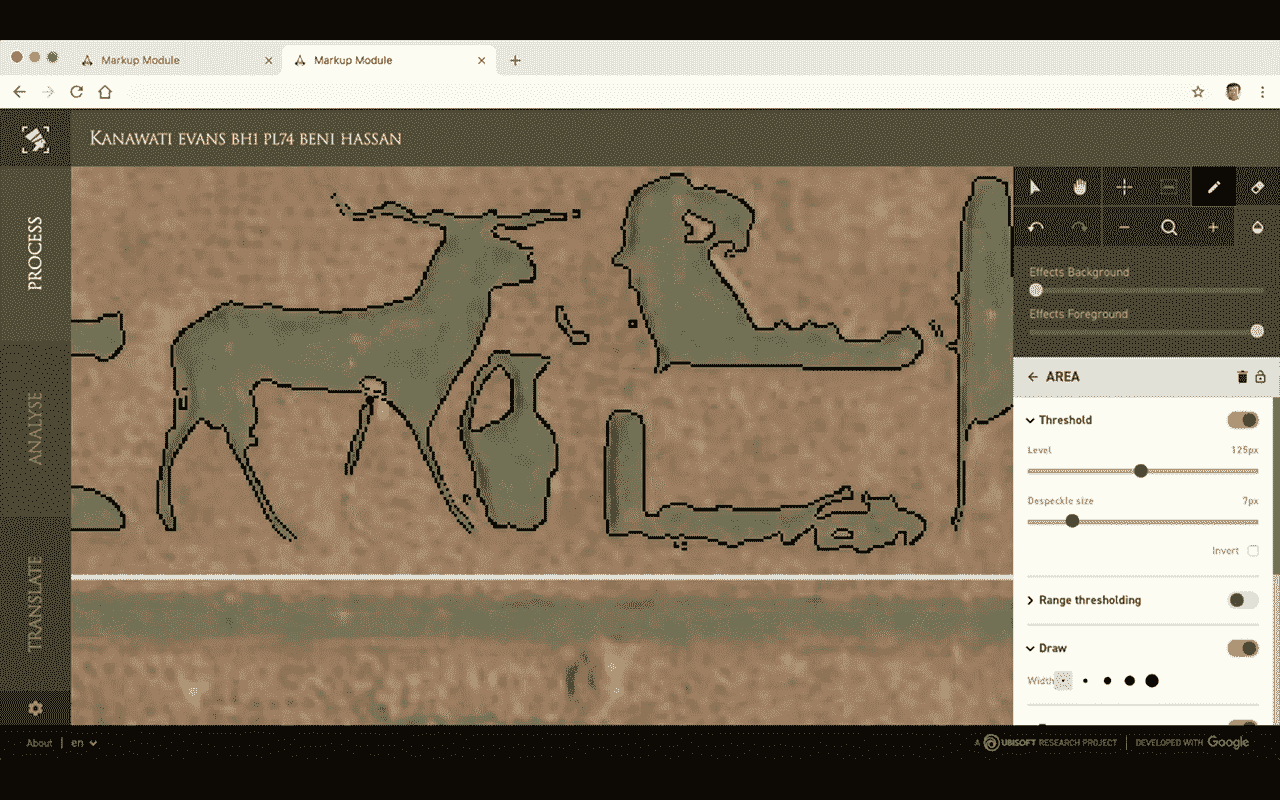 Markup Module
Markup Module
KANAWATI EVANS BH1 PL74 BENI HASSAN
PROCESS
ANALYSE
TRANSLATE
Effects Background
Effects Foreground
AREA
Threshold
Level 125px
Despeckle size 7px
Invert
Range thresholding
Draw
Width
About | en
A UBISOFT RESEARCH PROJECT | DEVELOPED WITH Google